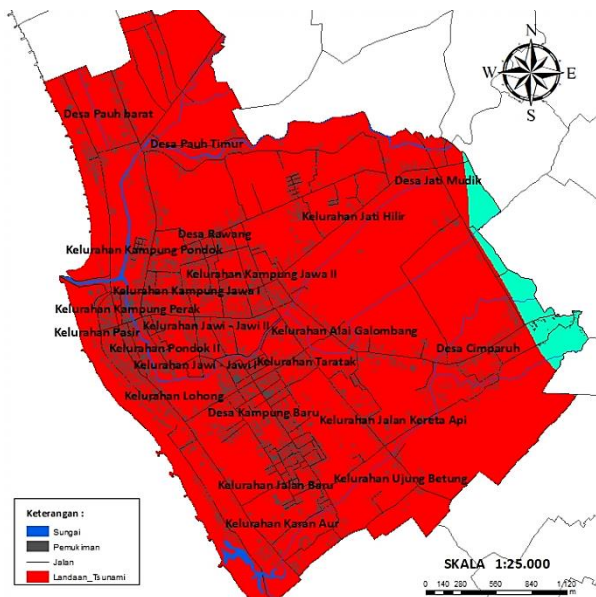 N
W E
S
Desa Pauh barat
Desa Pauh Timur
Desa Jati Mudik
Kelurahan Jati Hilir
Desa Rawang
Kelurahan Kampung Pondok
Kelurahan Kampung Jawa II
Kelurahan Kampung Jawa I
Kelurahan Kampung Perak
Kelurahan Jawi - Jawi II
Kelurahan Pasir
Kelurahan Alai Galombang
Kelurahan Pondok II
Desa Cimparuh
Kelurahan Jawi - Jawi I
Kelurahan Taratak
Kelurahan Lohong
Desa Kampung Baru
Kelurahan Jalan Kereta Api
Kelurahan Jalan Baru
Kelurahan Ujung Betung
Kelurahan Karan Aur
Keterangan :
Sungai
Pemukiman
Jalan
Landaan_Tsunami
SKALA 1:25.000
0 140 280 560 840 1,120
m